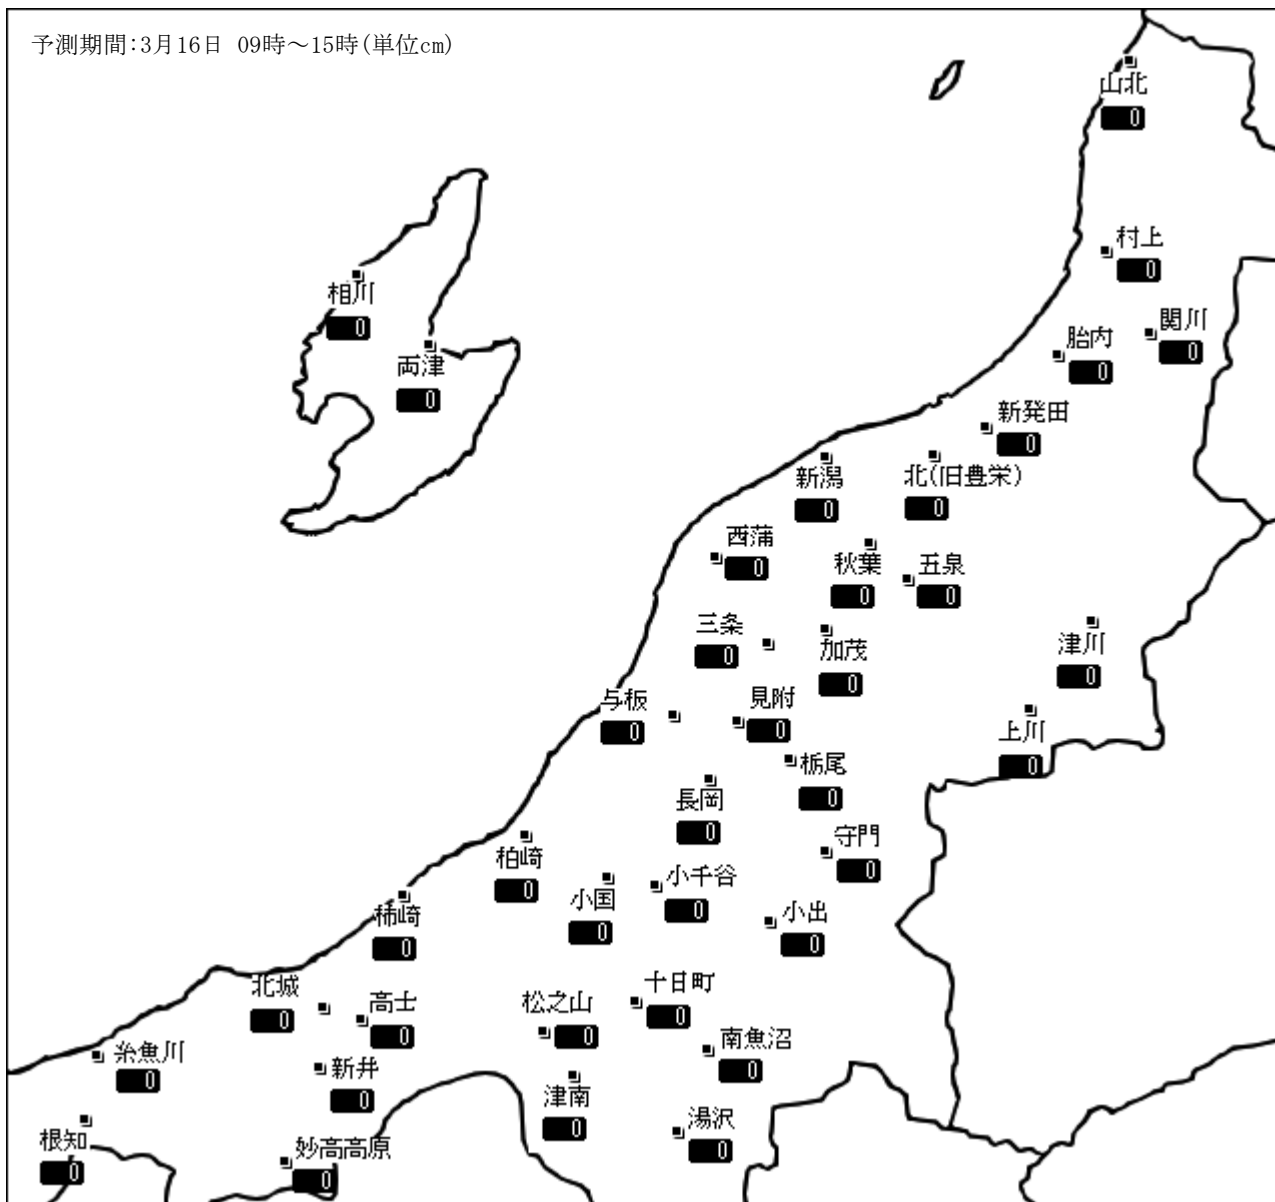 予測期間:3月16日 09時～15時(単位cm)
山北
0
村上
0
相川
0
関川
0
胎内
0
両津
0
新発田
0
新潟
0
北(旧豊栄)
0
西蒲
0
秋葉
0
五泉
0
三条
0
加茂
0
津川
0
与板
0
見附
0
上川
0
栃尾
0
長岡
0
守門
0
柏崎
0
小千谷
0
小国
0
柿崎
0
小出
0
北城
0
十日町
0
高士
0
松之山
0
南魚沼
0
糸魚川
0
新井
0
津南
0
湯沢
0
根知
0
妙高高原
0